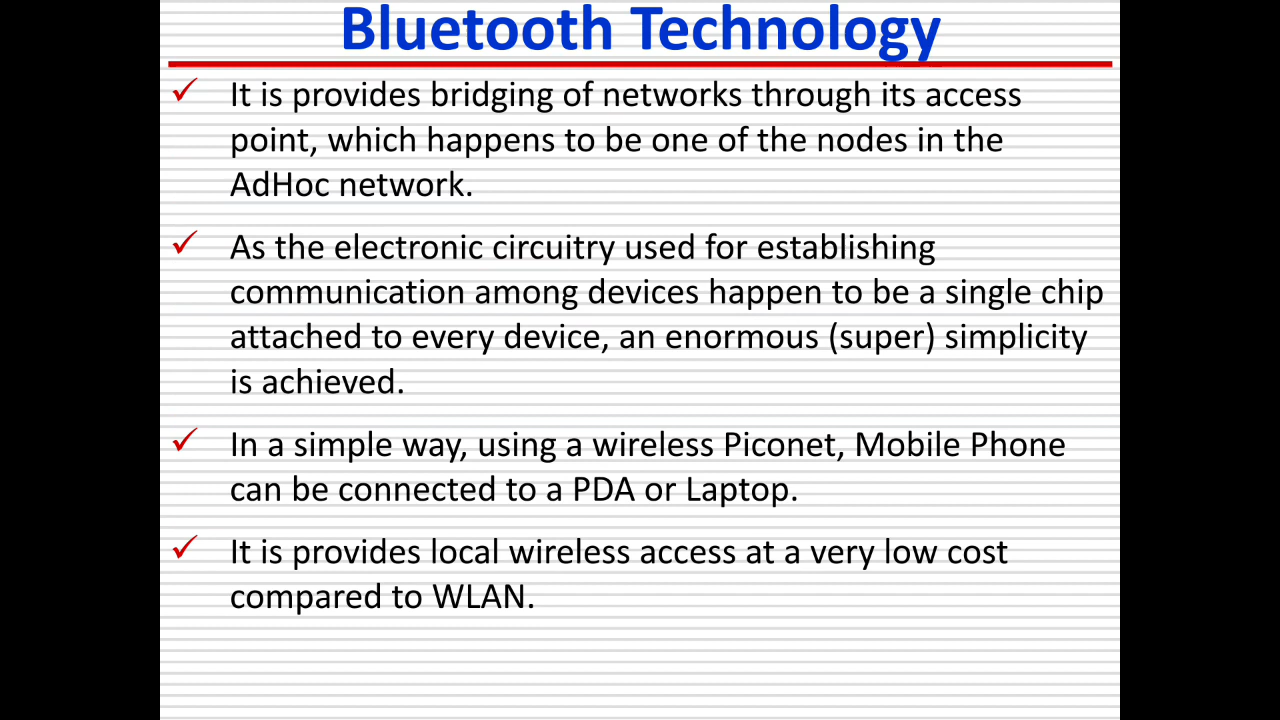 Bluetooth Technology
It is provides bridging of networks through its access
point, which happens to be one of the nodes in the
AdHoc network.
As the electronic circuitry used for establishing
communication among devices happen to be a single chip
attached to every device, an enormous (super) simplicity
is achieved.
In a simple way, using a wireless Piconet, Mobile Phone
can be connected to a PDA or Laptop.
It is provides local wireless access at a very low cost
compared to WLAN.